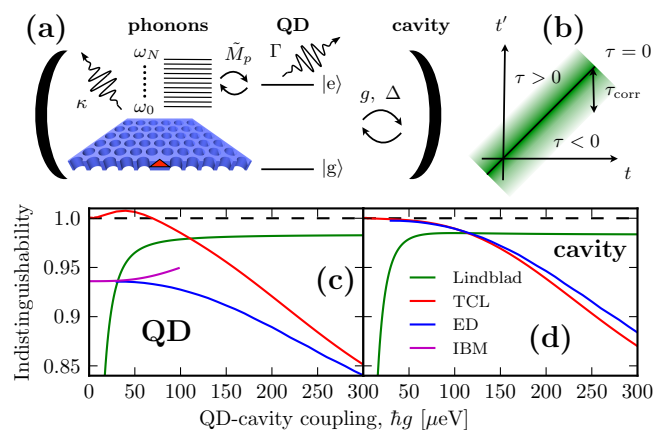 (a) phonons QD cavity
ω_N M̃_p Γ
|e⟩
κ ω_0 g, Δ
|g⟩
(b) t′ τ = 0
τ > 0 τ_corr
τ < 0
t
Indistinguishability
1.0
0.95
0.9
0.85
(c)
QD
0 50 100 150 200 250 300
cavity
Lindblad
TCL
ED
IBM
(d)
50 100 150 200 250 300
QD-cavity coupling, ħg [μeV]